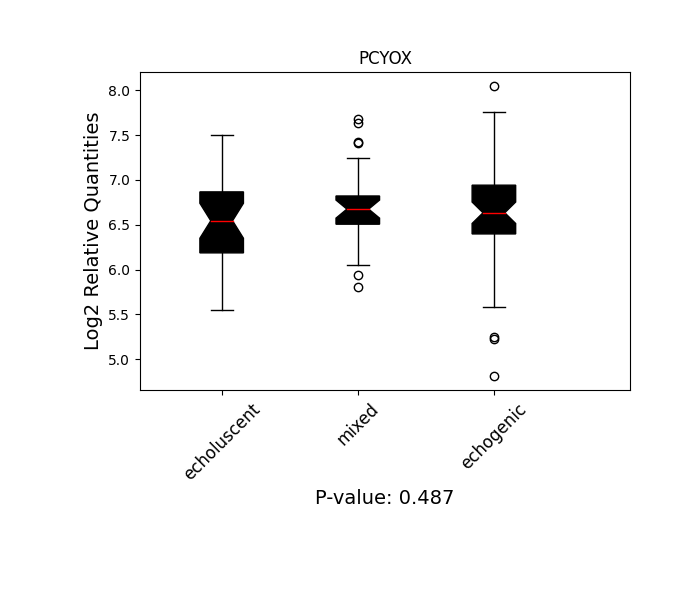 PCYOX
Log2 Relative Quantities
8.0
7.5
7.0
6.5
6.0
5.5
5.0
echoluscent
mixed
echogenic
P-value: 0.487